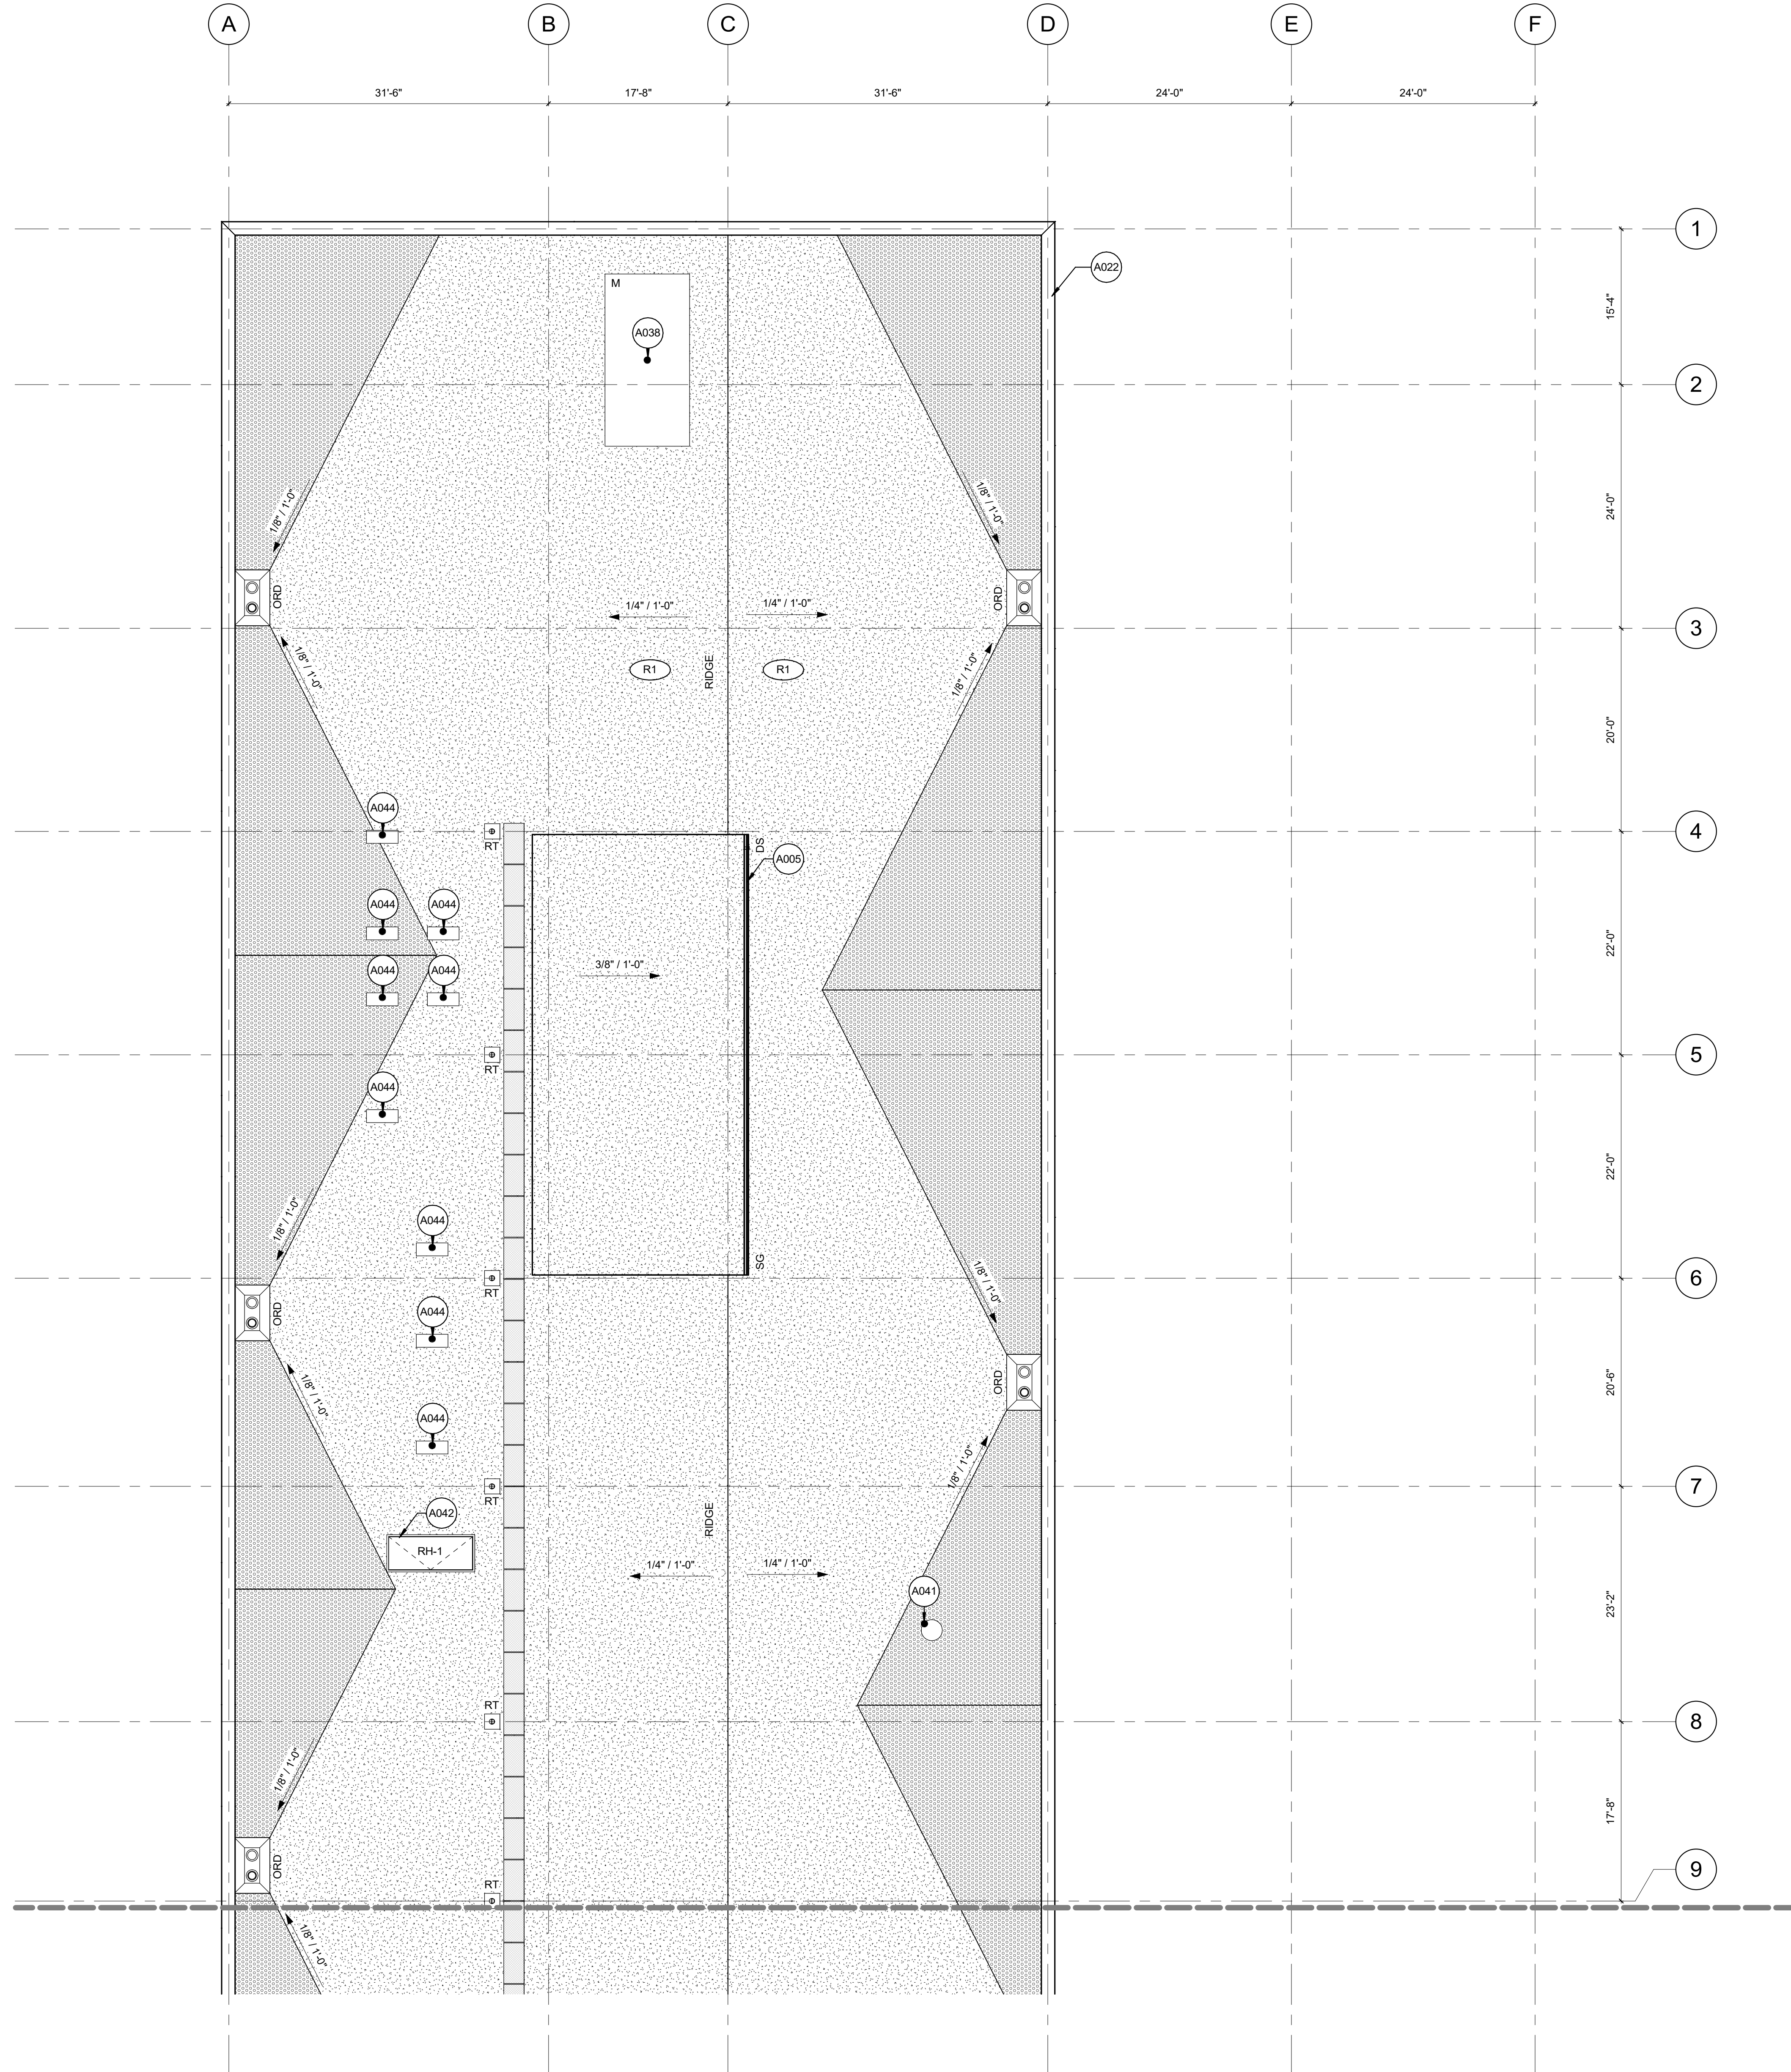 A
B
C
D
E
F
31'-6"
17'-8"
31'-6"
24'-0"
24'-0"
1
A022
M
15'-4"
A038
2
1/8" / 1'-0"
1/8" / 1'-0"
24'-0"
ORD
ORD
1/4" / 1'-0"
1/4" / 1'-0"
3
1/8" / 1'-0"
R1
RIDGE
R1
1/8" / 1'-0"
20'-0"
A044
4
RT
DS
A005
A044
A044
22'-0"
A044
A044
3/8" / 1'-0"
5
RT
A044
22'-0"
1/8" / 1'-0"
A044
SG
1/8" / 1'-0"
6
RT
ORD
A044
ORD
20'-6"
1/8" / 1'-0"
A044
1/8" / 1'-0"
7
RT
A042
RIDGE
RH-1
1/4" / 1'-0"
1/4" / 1'-0"
A041
23'-2"
RT
8
1/8" / 1'-0"
17'-8"
ORD
9
RT
1/8" / 1'-0"